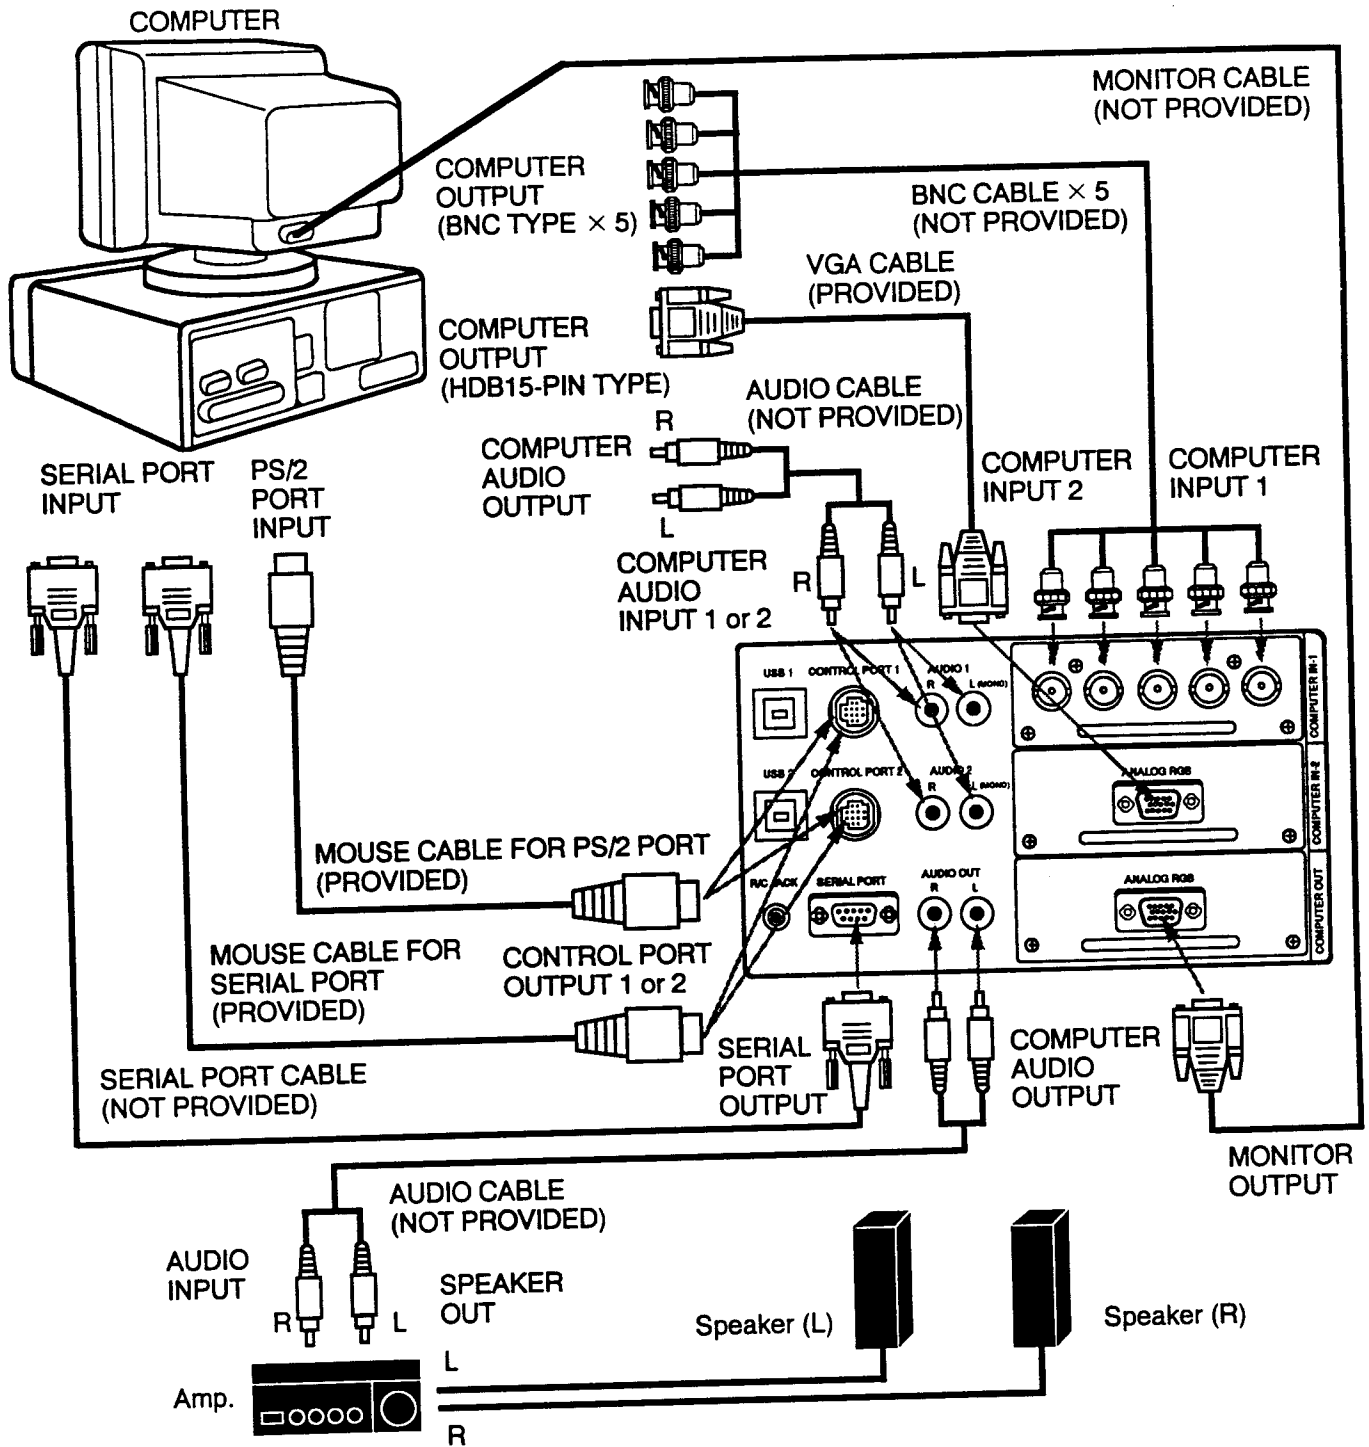 COMPUTER
MONITOR CABLE
(NOT PROVIDED)
COMPUTER
OUTPUT
(BNC TYPE × 5)
BNC CABLE × 5
(NOT PROVIDED)
VGA CABLE
(PROVIDED)
COMPUTER
OUTPUT
(HDB15-PIN TYPE)
AUDIO CABLE
(NOT PROVIDED)
R
COMPUTER
AUDIO
OUTPUT
L
SERIAL PORT
INPUT
PS/2
PORT
INPUT
COMPUTER
INPUT 2
COMPUTER
INPUT 1
COMPUTER
AUDIO
INPUT 1 or 2
R
L
USB 1
CONTROL PORT 1
AUDIO 1
R
L (MONO)
COMPUTER IN-1
USB 2
CONTROL PORT 2
AUDIO 2
R
L (MONO)
ANALOG RGB
COMPUTER IN-2
R/C JACK
SERIAL PORT
AUDIO OUT
R
L
ANALOG RGB
COMPUTER OUT
MOUSE CABLE FOR PS/2 PORT
(PROVIDED)
MOUSE CABLE FOR
SERIAL PORT
(PROVIDED)
CONTROL PORT
OUTPUT 1 or 2
SERIAL PORT CABLE
(NOT PROVIDED)
SERIAL
PORT
OUTPUT
COMPUTER
AUDIO
OUTPUT
MONITOR
OUTPUT
AUDIO CABLE
(NOT PROVIDED)
AUDIO
INPUT
R
L
SPEAKER
OUT
L
R
Speaker (L)
Speaker (R)
Amp.